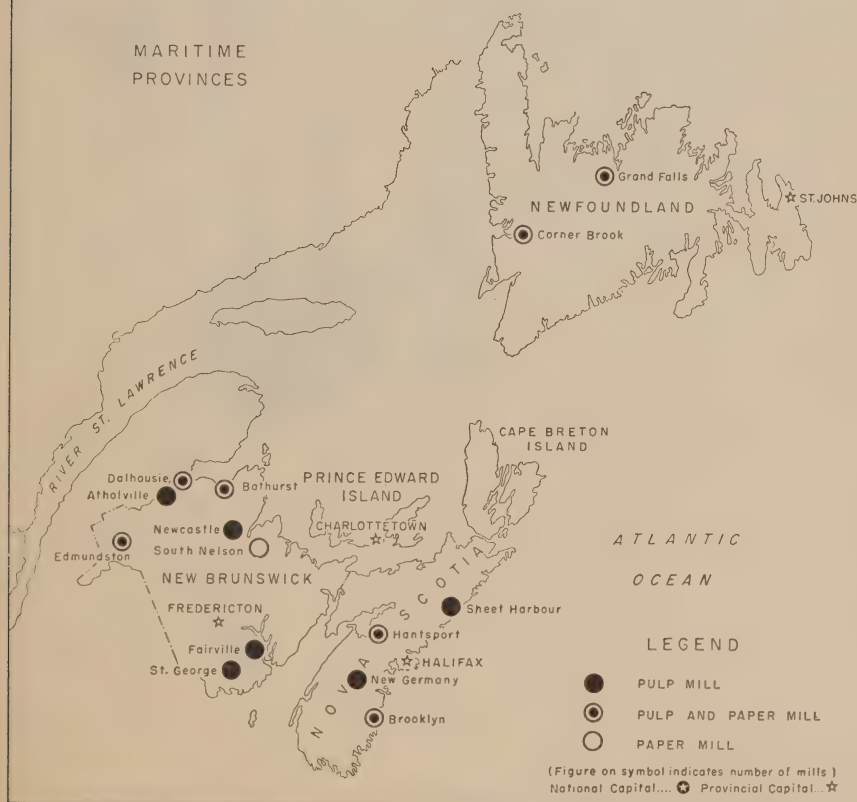 MARITIME
PROVINCES
Grand Falls
NEWFOUNDLAND
ST. JOHNS
Corner Brook
RIVER ST. LAWRENCE
CAPE BRETON
ISLAND
Dalhousie
Atholville
Bathurst
PRINCE EDWARD
ISLAND
Newcastle
CHARLOTTETOWN
South Nelson
Edmundston
NEW BRUNSWICK
FREDERICTON
ATLANTIC
OCEAN
NOVA SCOTIA
Sheet Harbour
Hantsport
Fairville
HALIFAX
St. George
New Germany
Brooklyn
LEGEND
PULP MILL
PULP AND PAPER MILL
PAPER MILL
(Figure on symbol indicates number of mills)
National Capital.... Provincial Capital...